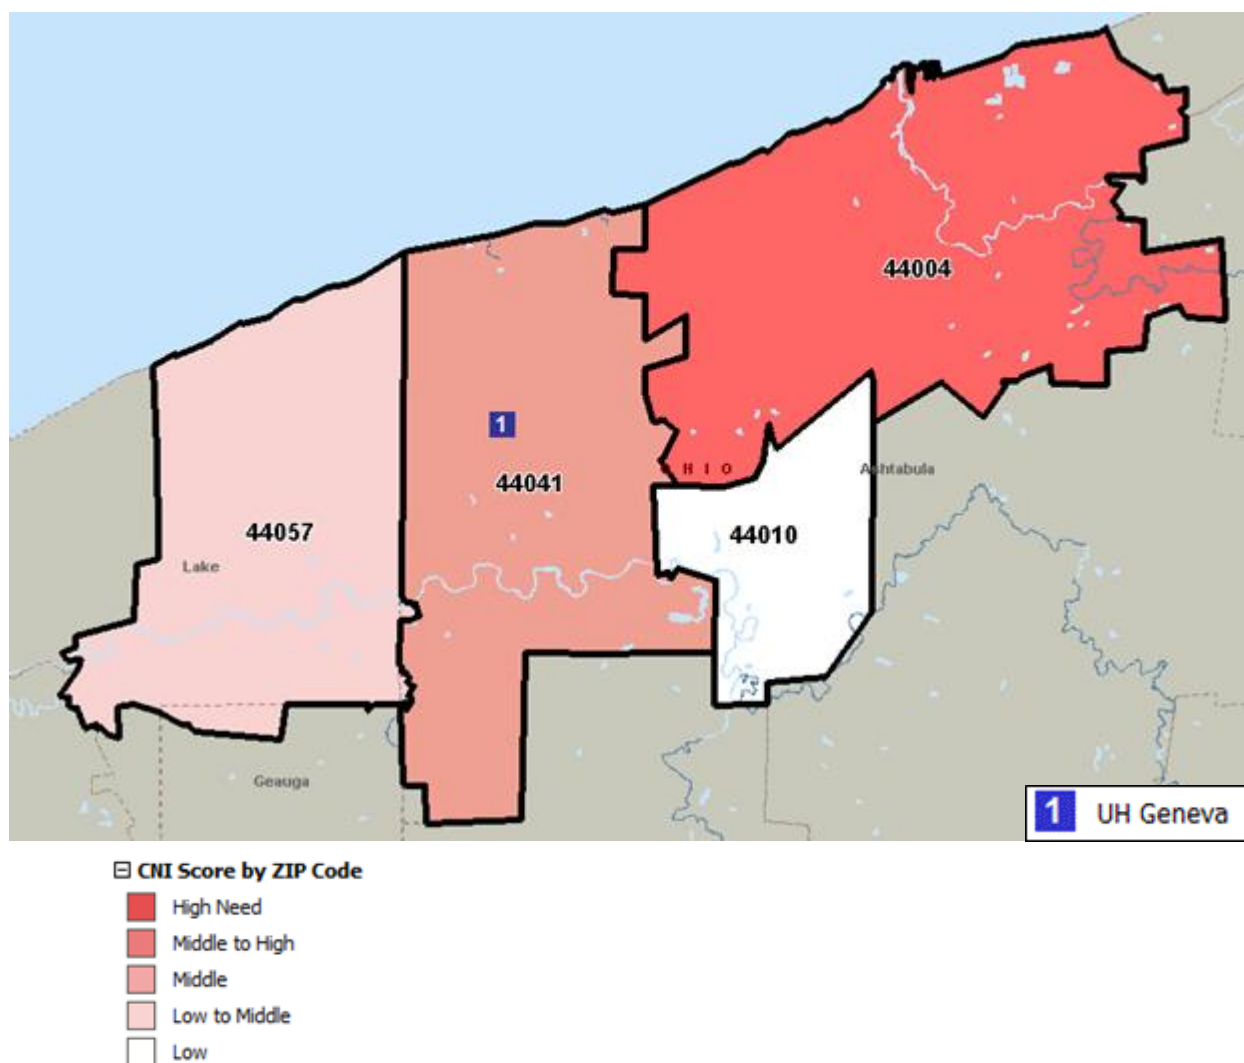 44004
1
OHIO
Ashtabula
44041
44057
44010
Lake
Geauga
1 UH Geneva
CNI Score by ZIP Code
High Need
Middle to High
Middle
Low to Middle
Low